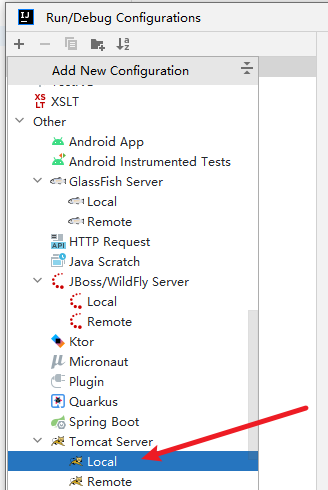 Run/Debug Configurations
Add New Configuration
XSLT
Other
Android App
Android Instrumented Tests
GlassFish Server
Local
Remote
HTTP Request
Java Scratch
JBoss/WildFly Server
Local
Remote
Ktor
Micronaut
Plugin
Quarkus
Spring Boot
Tomcat Server
Local
Remote